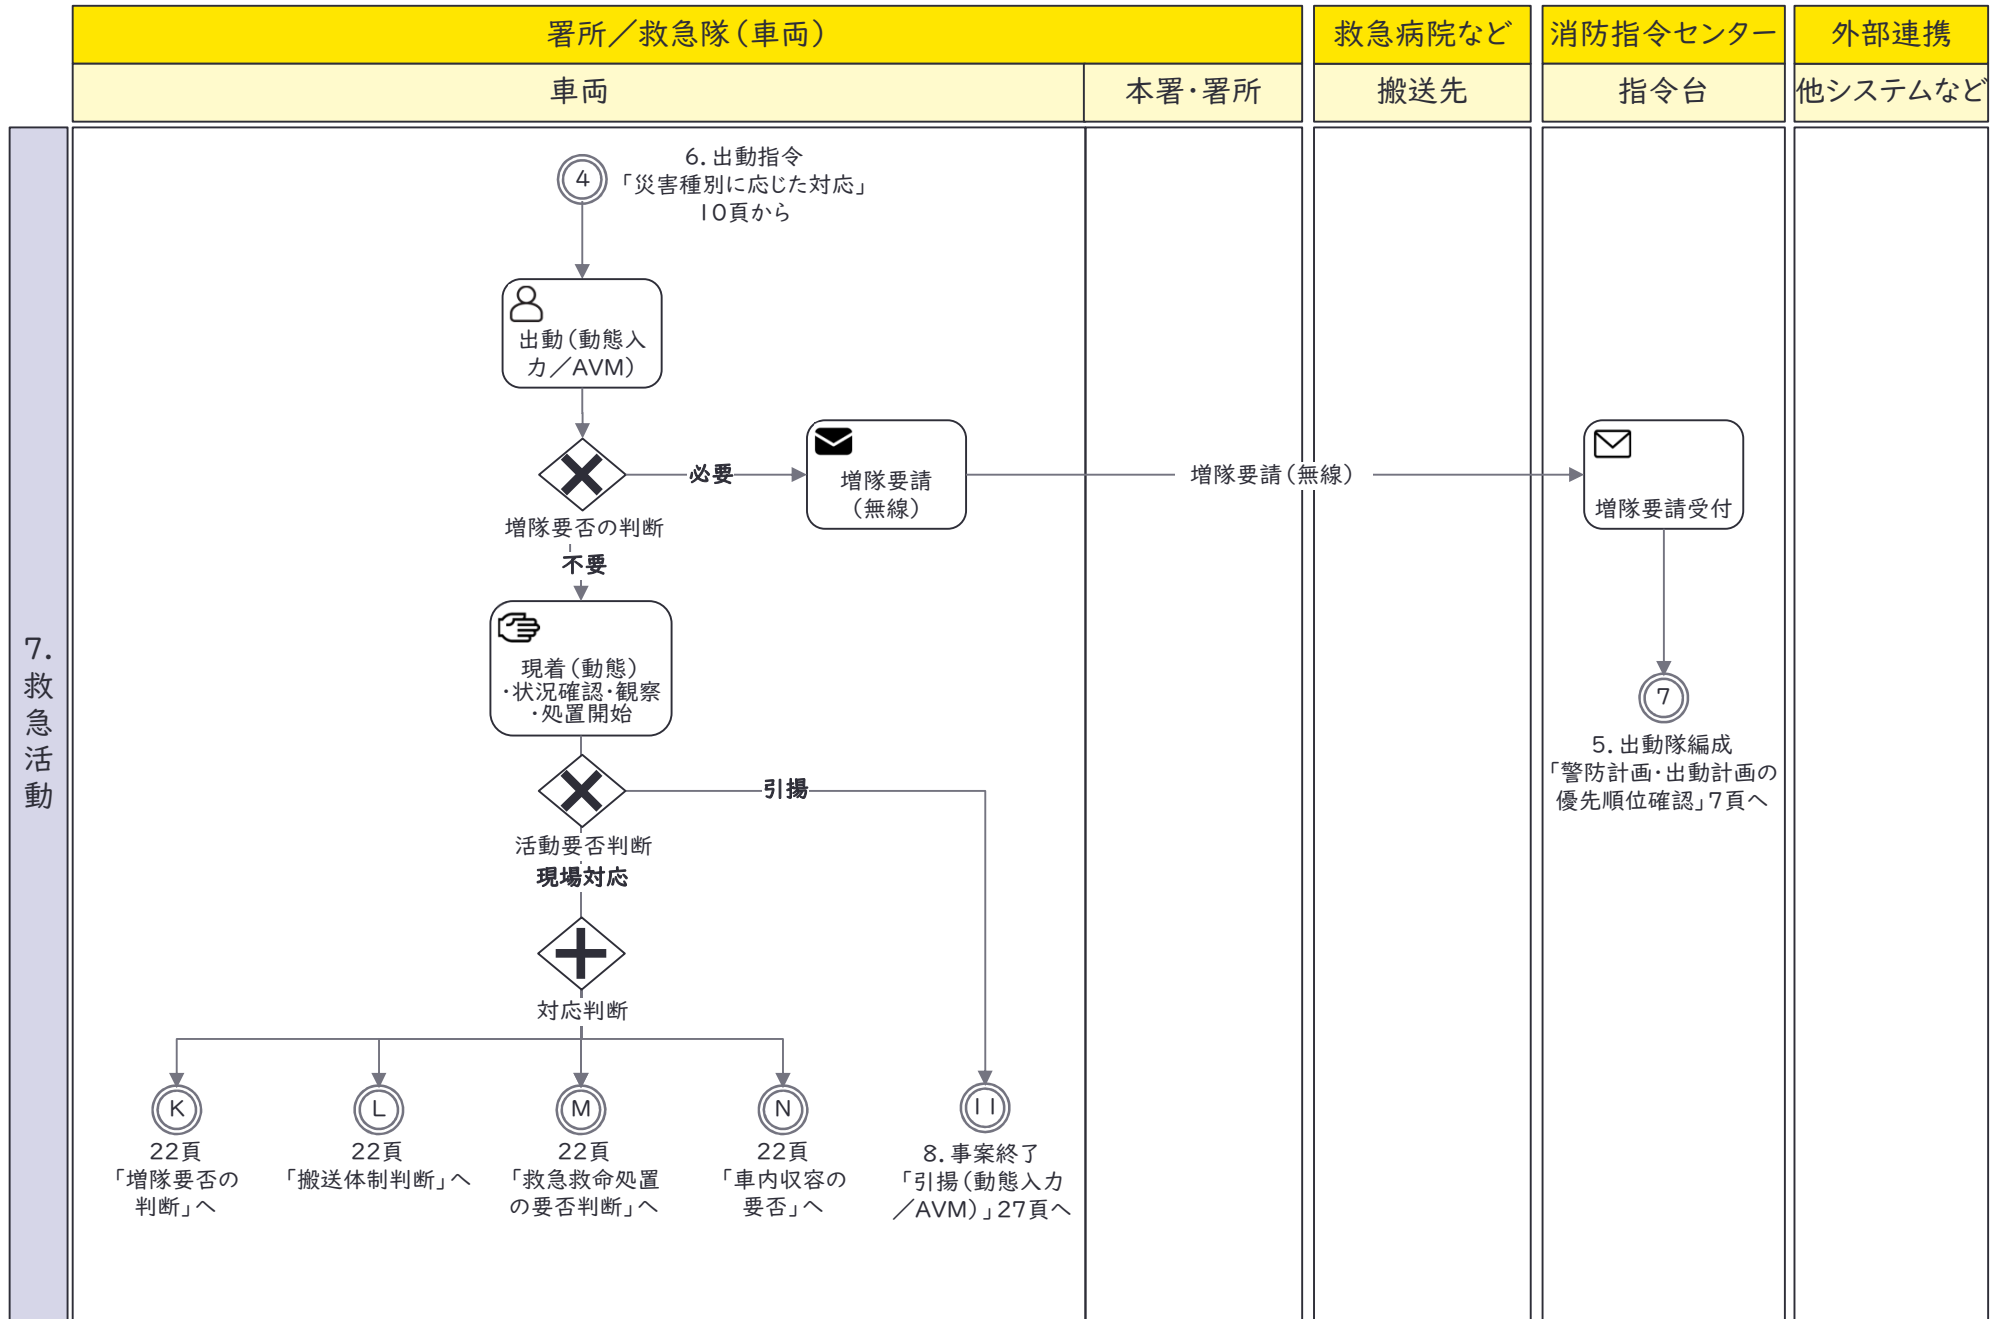 署所／救急隊（車両）
救急病院など
消防指令センター
外部連携
車両
本署・署所
搬送先
指令台
他システムなど
7.
救
急
活
動
4
6. 出動指令
「災害種別に応じた対応」
10頁から
出動（動態入
力／AVM）
増隊要否の判断
必要
増隊要請
（無線）
増隊要請（無線）
増隊要請受付
不要
現着（動態）
・状況確認・観察
・処置開始
7
5. 出動隊編成
「警防計画・出動計画の
優先順位確認」7頁へ
引揚
活動要否判断
現場対応
対応判断
K
22頁
「増隊要否の
判断」へ
L
22頁
「搬送体制判断」へ
M
22頁
「救急救命処置
の要否判断」へ
N
22頁
「車内収容の
要否」へ
11
8. 事案終了
「引揚（動態入力
／AVM）」27頁へ